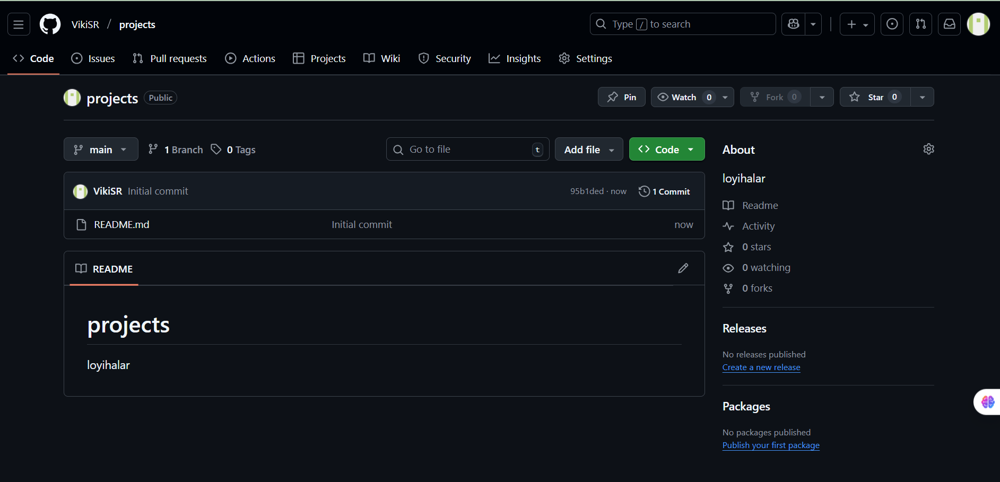 VikiSR / projects
Type / to search
Code Issues Pull requests Actions Projects Wiki Security Insights Settings
projects Public
Pin Watch 0 Fork 0 Star 0
main 1 Branch 0 Tags
Go to file t Add file Code
VikiSR Initial commit 95b1ded · now 1 Commit
README.md Initial commit now
README
projects
loyihalar
About
loyihalar
Readme
Activity
0 stars
0 watching
0 forks
Releases
No releases published
Create a new release
Packages
No packages published
Publish your first package